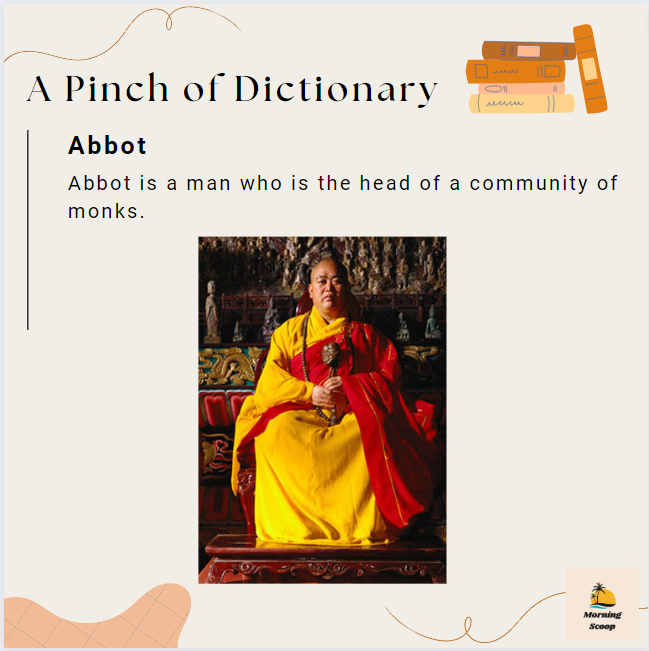 A Pinch of Dictionary
Abbot
Abbot is a man who is the head of a community of
monks.
Morning
Scoop